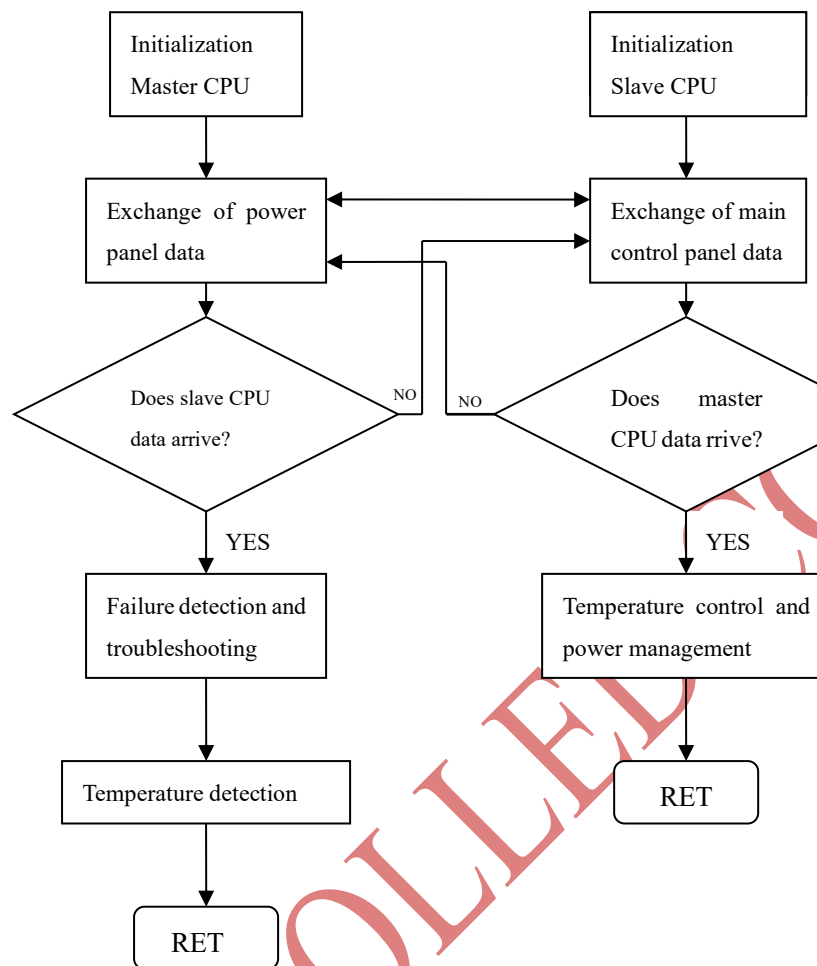 Initialization
Master CPU
Initialization
Slave CPU
Exchange of power
panel data
Exchange of main
control panel data
Does slave CPU
data arrive?
NO
NO
Does master
CPU data rrive?
YES
YES
Failure detection and
troubleshooting
Temperature control and
power management
Temperature detection
RET
RET
OLLED